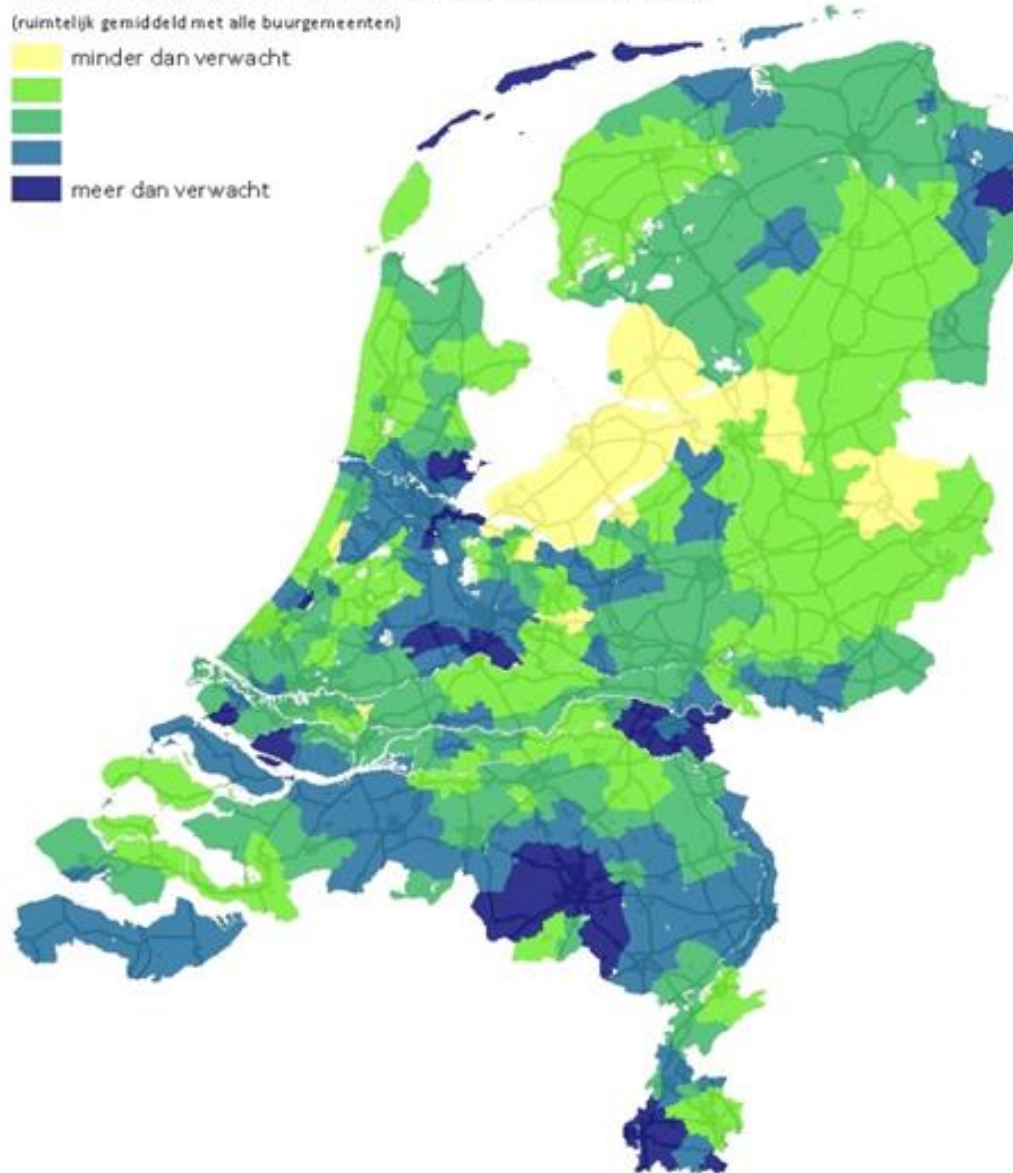 (ruimtelijk gemiddeld met alle buurgemeenten)
minder dan verwacht
meer dan verwacht